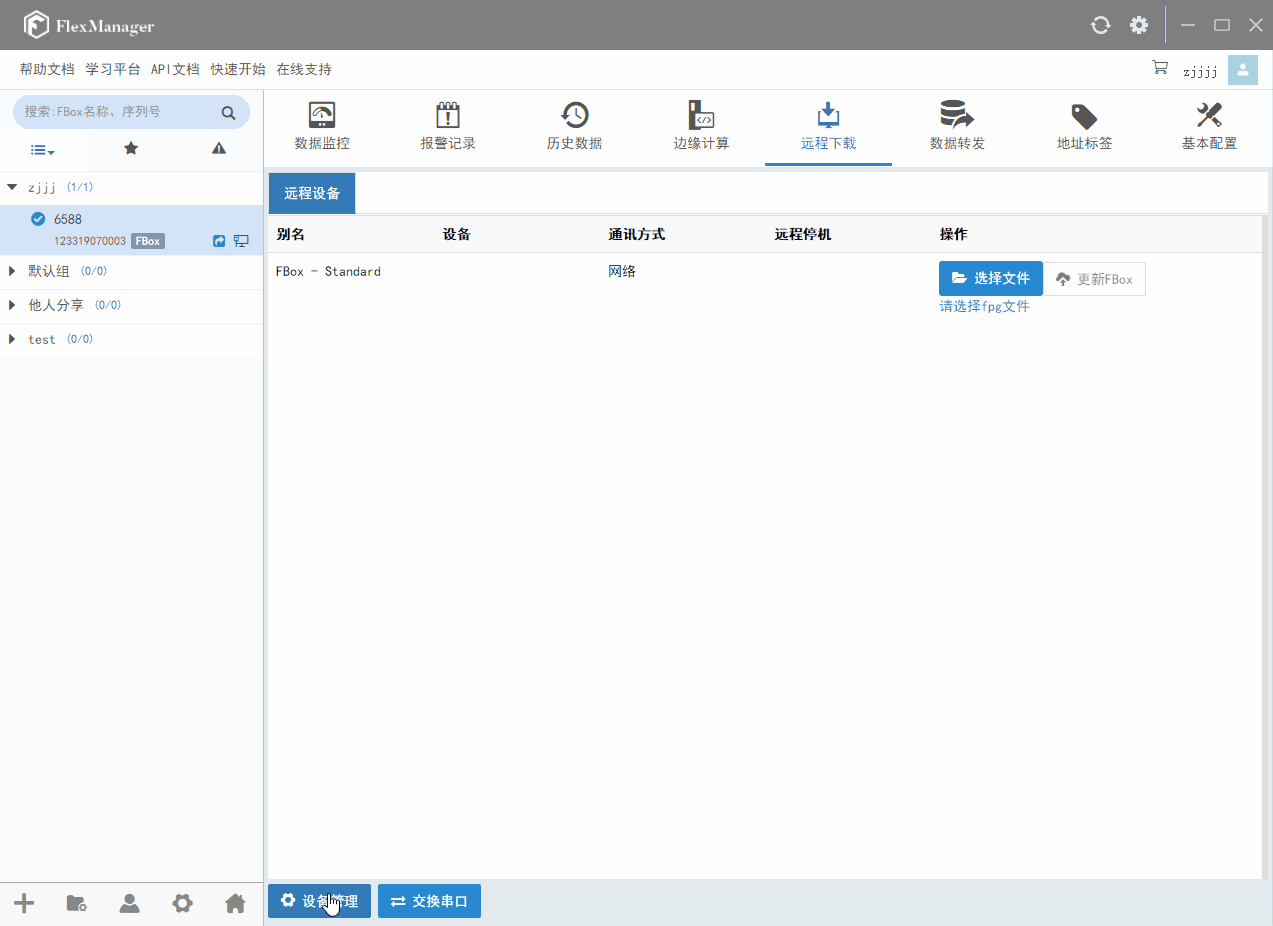 FlexManager
帮助文档 学习平台 API文档 快速开始 在线支持
zjjjj
搜索:FBox名称、序列号
数据监控 报警记录 历史数据 边缘计算 远程下载 数据转发 地址标签 基本配置
zjjj (1/1)
6588
123319070003 FBox
默认组 (0/0)
他人分享 (0/0)
test (0/0)
远程设备
别名 设备 通讯方式 远程停机 操作
FBox - Standard 网络 选择文件 更新FBox
请选择fpg文件
设备管理 交换串口